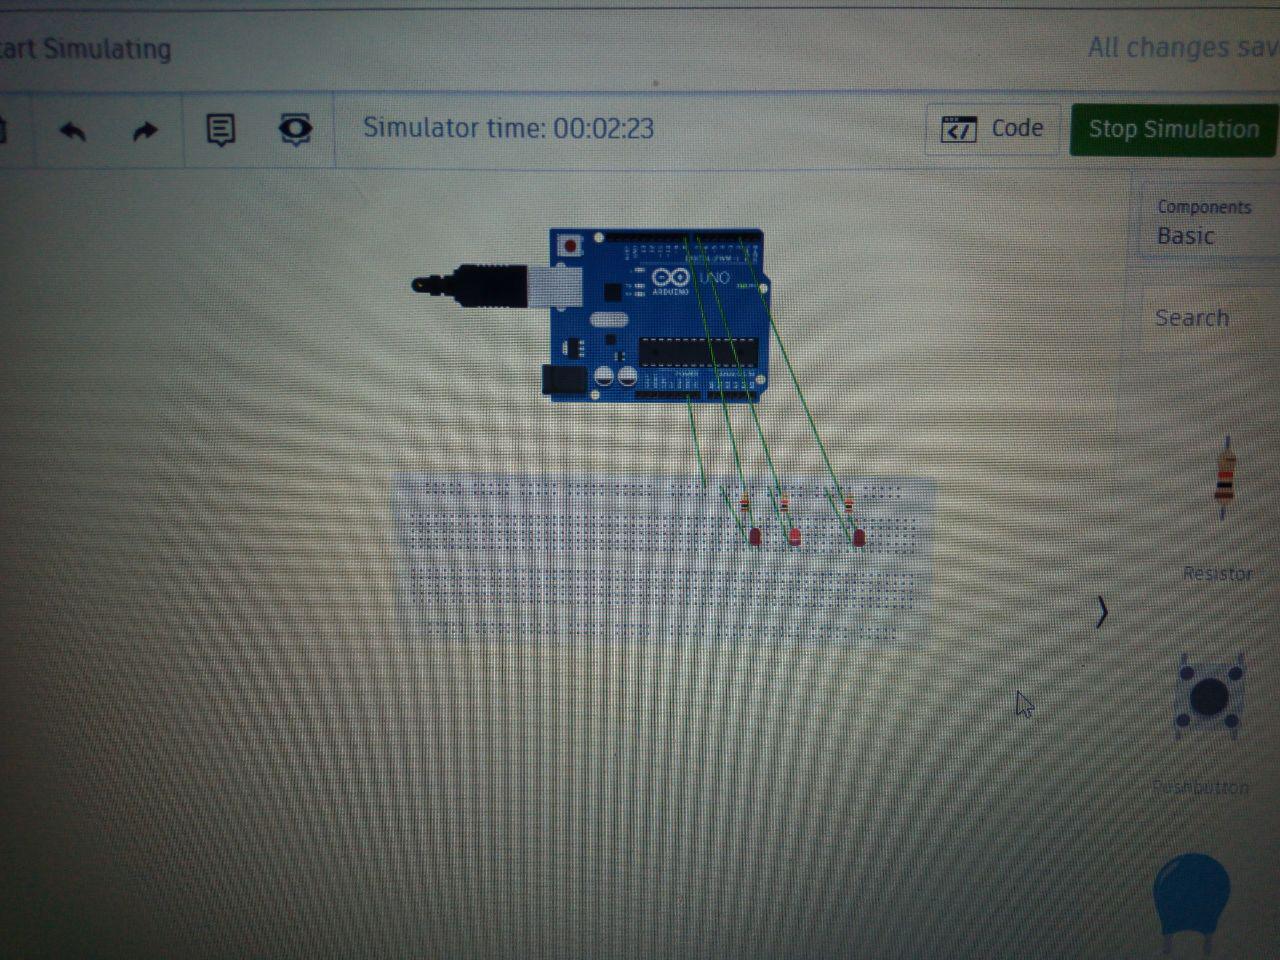 tart Simulating
All changes sav
Simulator time: 00:02:23
Code
Stop Simulation
Components
Basic
Search
UNO
ARDUINO
Resistor
Pushbutton